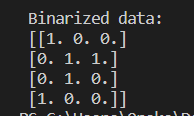 Binarized data:
[[1. 0. 0.]
[0. 1. 1.]
[0. 1. 0.]
[1. 0. 0.]]